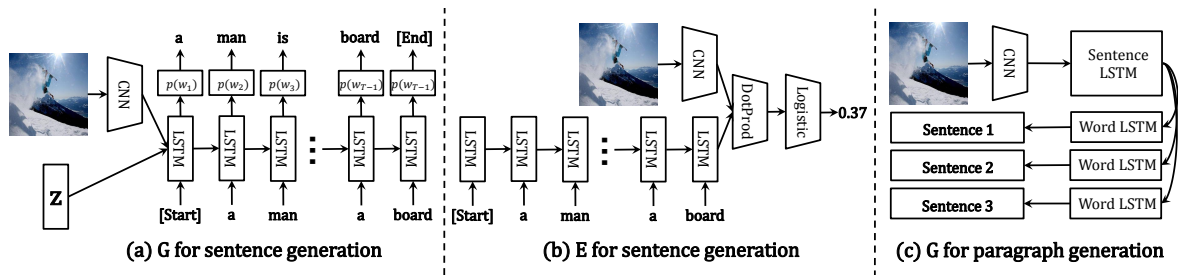 a man is board [End]
p(w₁) p(w₂) p(w₃) p(w_{T−1}) p(w_{T−1})
CNN
LSTM LSTM LSTM LSTM LSTM
z
[Start] a man a board
(a) G for sentence generation
CNN
DotProd
Logistic
0.37
LSTM LSTM LSTM LSTM LSTM
[Start] a man a board
(b) E for sentence generation
CNN
Sentence
LSTM
Sentence 1 Word LSTM
Sentence 2 Word LSTM
Sentence 3 Word LSTM
(c) G for paragraph generation